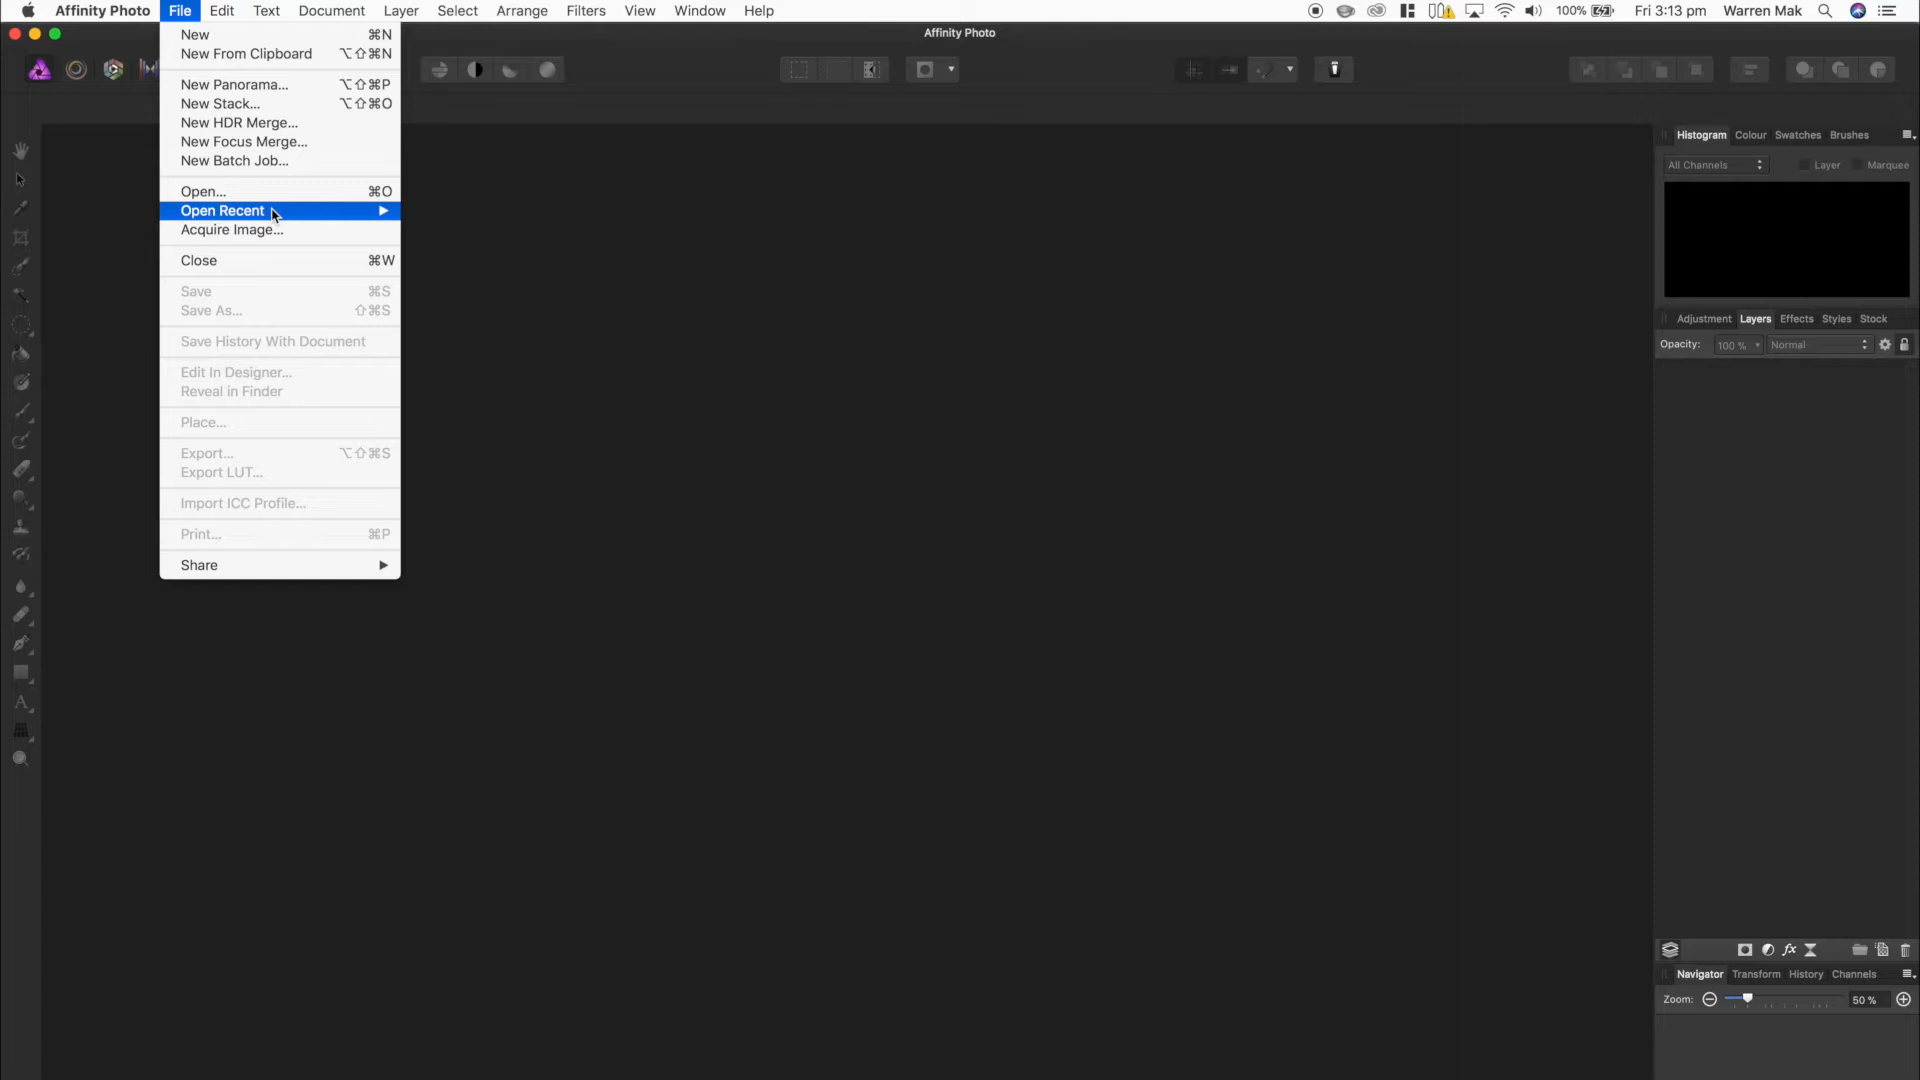 Affinity Photo File Edit Text Document Layer Select Arrange Filters View Window Help 100% Fri 3:13 pm Warren Mak
Affinity Photo
New ⌘N
New From Clipboard ⌥⇧⌘N
New Panorama... ⌥⇧⌘P
New Stack... ⌥⇧⌘O
New HDR Merge...
New Focus Merge...
New Batch Job...
Open... ⌘O
Open Recent
Acquire Image...
Close ⌘W
Save ⌘S
Save As... ⇧⌘S
Save History With Document
Edit In Designer...
Reveal in Finder
Place...
Export... ⌥⇧⌘S
Export LUT...
Import ICC Profile...
Print... ⌘P
Share
Histogram Colour Swatches Brushes
All Channels Layer Marquee
Adjustment Layers Effects Styles Stock
Opacity: 100 % Normal
fx
Navigator Transform History Channels
Zoom: 50 %